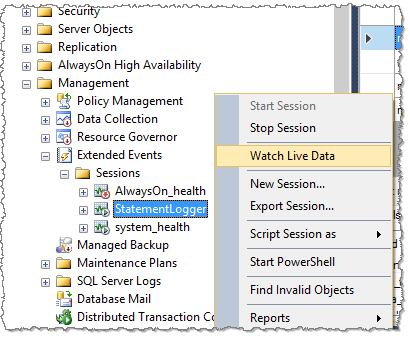 Security
Server Objects
Replication
AlwaysOn High Availability
Management
Policy Management
Data Collection
Resource Governor
Extended Events
Sessions
AlwaysOn_health
StatementLogger
system_health
Managed Backup
Maintenance Plans
SQL Server Logs
Database Mail
Distributed Transaction Co
Start Session
Stop Session
Watch Live Data
New Session...
Export Session...
Script Session as
Start PowerShell
Find Invalid Objects
Reports